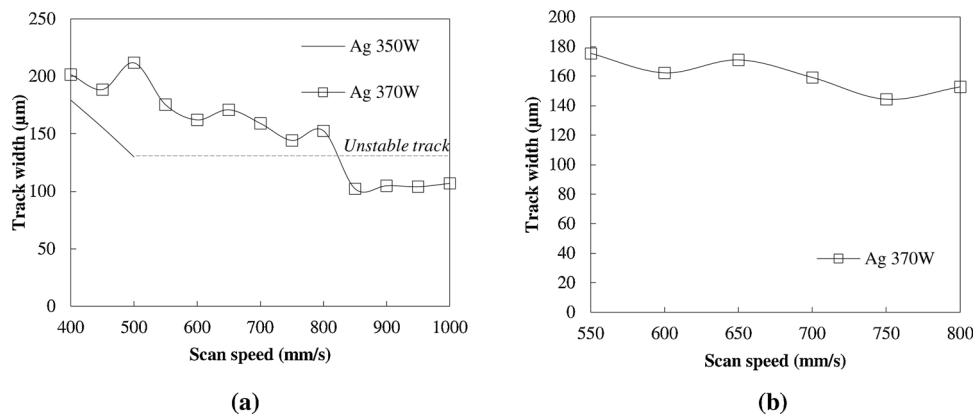 250
200
150
100
50
0
Track width (μm)
Ag 350W
Ag 370W
Unstable track
400 500 600 700 800 900 1000
Scan speed (mm/s)
(a)
200
180
160
140
120
100
80
60
40
20
0
Track width (μm)
Ag 370W
550 600 650 700 750 800
Scan speed (mm/s)
(b)